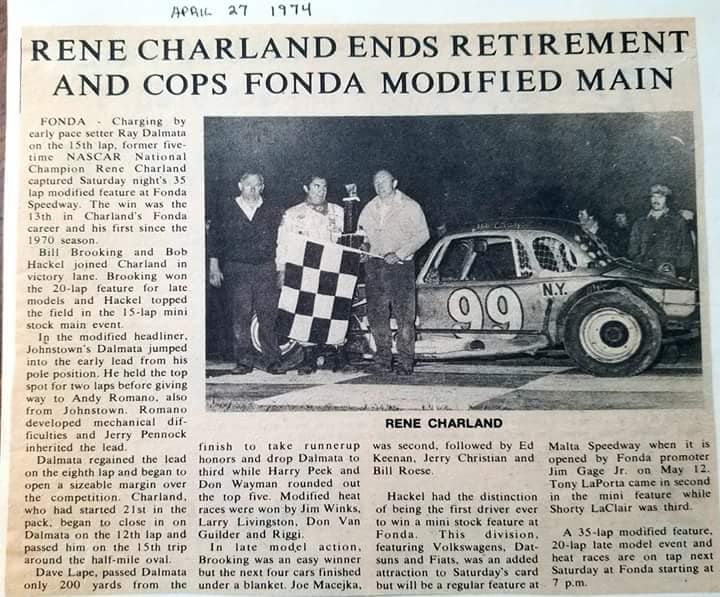 APRIL 27 1974
RENE CHARLAND ENDS RETIREMENT
AND COPS FONDA MODIFIED MAIN
FONDA - Charging by
early pace setter Ray Dalmata
on the 15th lap, former five-
time NASCAR National
Champion Rene Charland
captured Saturday night's 35
lap modified feature at Fonda
Speedway. The win was the
13th in Charland's Fonda
career and his first since the
1970 season.
Bill Brooking and Bob
Hackel joined Charland in
victory lane. Brooking won
the 20-lap feature for late
models and Hackel topped
the field in the 15-lap mini
stock main event.
In the modified headliner,
Johnstown's Dalmata jumped
into the early lead from his
pole position. He held the top
spot for two laps before giving
way to Andy Romano, also
from Johnstown. Romano
developed mechanical dif-
ficulties and Jerry Pennock
inherited the lead.
Dalmata regained the lead
on the eighth lap and began to
open a sizeable margin over
the competition. Charland,
who had started 21st in the
pack, began to close in on
Dalmata on the 12th lap and
passed him on the 15th trip
around the half-mile oval.
Dave Lape, passed Dalmata
only 200 yards from the
99
N.Y.
RENE CHARLAND
finish to take runnerup
honors and drop Dalmata to
third while Harry Peek and
Don Wayman rounded out
the top five. Modified heat
races were won by Jim Winks,
Larry Livingston, Don Van
Guilder and Riggi.
In late model action,
Brooking was an easy winner
but the next four cars finished
under a blanket. Joe Macejka,
was second, followed by Ed
Keenan, Jerry Christian and
Bill Roese.
Hackel had the distinction
of being the first driver ever
to win a mini stock feature at
Fonda. This division,
featuring Volkswagens, Dat-
suns and Fiats, was an added
attraction to Saturday's card
but will be a regular feature at
Malta Speedway when it is
opened by Fonda promoter
Jim Gage Jr. on May 12.
Tony LaPorta came in second
in the mini feature while
Shorty LaClair was third.
A 35-lap modified feature,
20-lap late model event and
heat races are on tap next
Saturday at Fonda starting at
7 p.m.